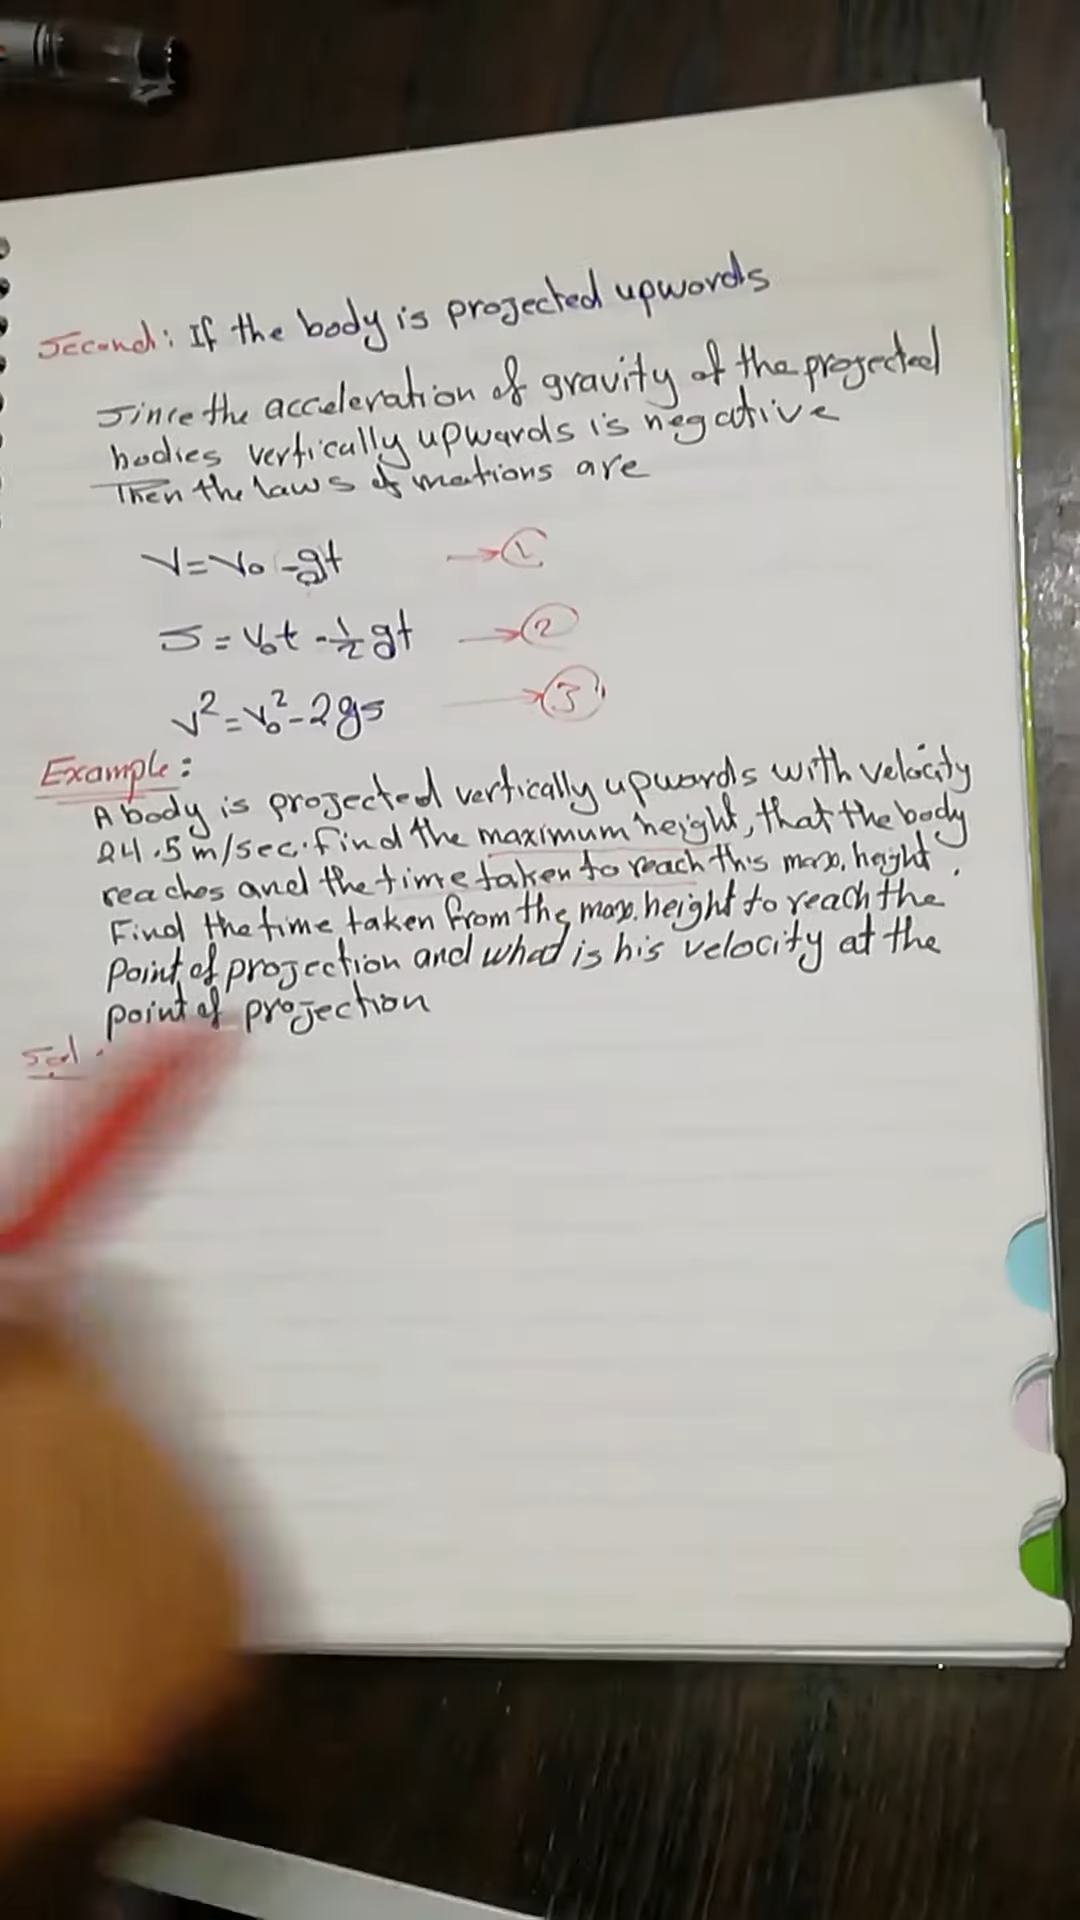 Second: If the body is projected upwords
Since the acceleration of gravity of the projected
bodies vertically upwards is negative
Then the laws of motions are
V=V₀-gt → 1
S = V₀t - ½ gt → 2
V²=V₀²-2gs → 3
Example:
A body is projected vertically upwords with velocity
24.5 m/sec. find the maximum height, that the body
reaches and the time taken to reach this max. height.
Find the time taken from the max. height to reach the
Point of projection and what is his velocity at the
point of projection
Sol.